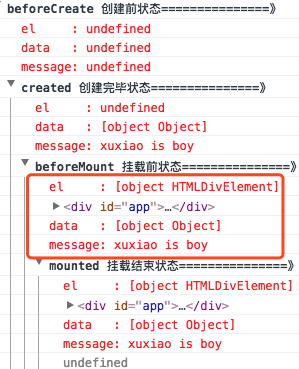 beforeCreate 创建前状态===============》
el     : undefined
data   : undefined
message: undefined
created 创建完毕状态===============》
el     : undefined
data   : [object Object]
message: xuxiao is boy
beforeMount 挂载前状态===============》
el     : [object HTMLDivElement]
<div id="app">…</div>
data   : [object Object]
message: xuxiao is boy
mounted 挂载结束状态===============》
el     : [object HTMLDivElement]
<div id="app">…</div>
data   : [object Object]
message: xuxiao is boy
undefined